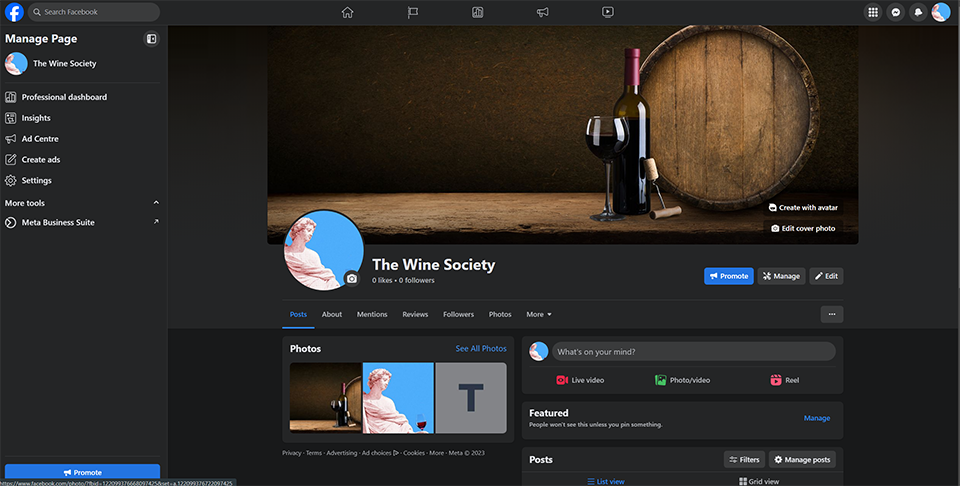 Search Facebook
Manage Page
The Wine Society
Professional dashboard
Insights
Ad Centre
Create ads
Settings
More tools
Meta Business Suite
Promote
https://www.facebook.com/photo/?fbid=122099376668097425&set=a.122099376722097425
Create with avatar
Edit cover photo
The Wine Society
0 likes • 0 followers
Promote
Manage
Edit
Posts
About
Mentions
Reviews
Followers
Photos
More
Photos
See All Photos
T
Privacy · Terms · Advertising · Ad choices · Cookies · More · Meta © 2023
What's on your mind?
Live video
Photo/video
Reel
Featured
Manage
People won't see this unless you pin something.
Posts
Filters
Manage posts
List view
Grid view